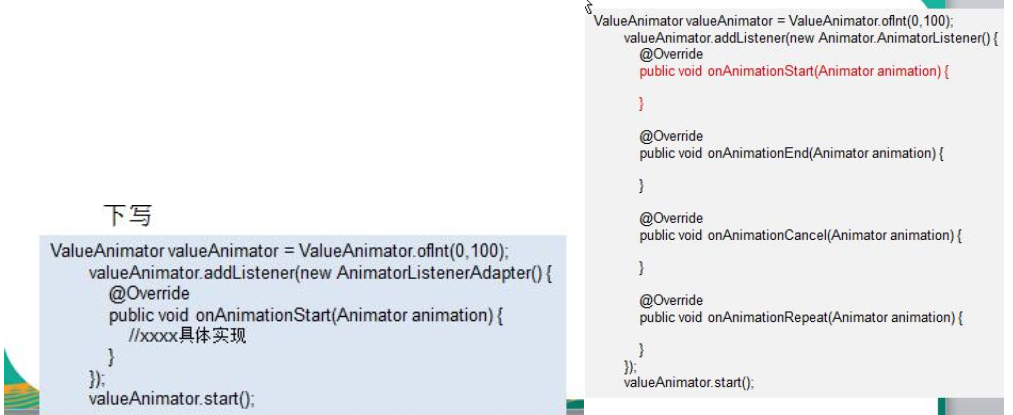 下写
ValueAnimator valueAnimator = ValueAnimator.ofInt(0,100);
valueAnimator.addListener(new AnimatorListenerAdapter() {
@Override
public void onAnimationStart(Animator animation) {
//xxxx具体实现
}
});
valueAnimator.start();
ValueAnimator valueAnimator = ValueAnimator.ofInt(0,100);
valueAnimator.addListener(new Animator.AnimatorListener() {
@Override
public void onAnimationStart(Animator animation) {
}
@Override
public void onAnimationEnd(Animator animation) {
}
@Override
public void onAnimationCancel(Animator animation) {
}
@Override
public void onAnimationRepeat(Animator animation) {
}
});
valueAnimator.start();